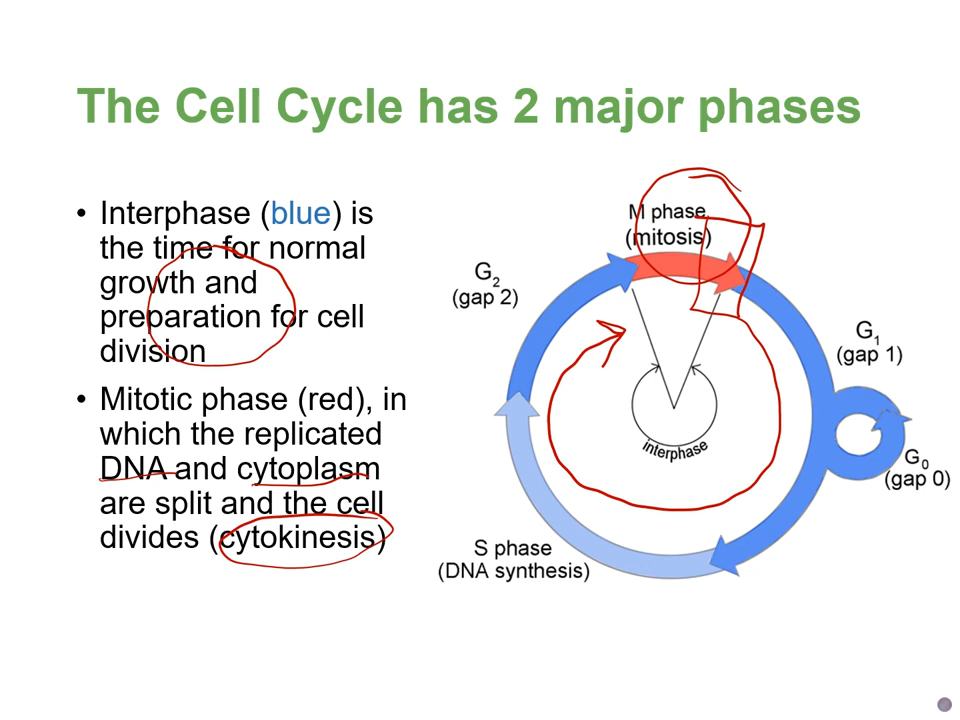 The Cell Cycle has 2 major phases
• Interphase (blue) is
the time for normal
growth and
preparation for cell
division
• Mitotic phase (red), in
which the replicated
DNA and cytoplasm
are split and the cell
divides (cytokinesis)
M phase
(mitosis)
G2
(gap 2)
G1
(gap 1)
interphase
G0
(gap 0)
S phase
(DNA synthesis)